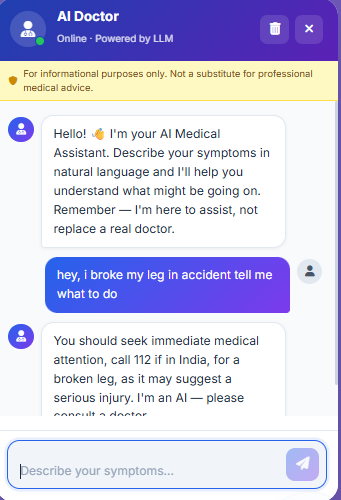 AI Doctor
Online · Powered by LLM
For informational purposes only. Not a substitute for professional
medical advice.
Hello! 👋 I'm your AI Medical
Assistant. Describe your symptoms in
natural language and I'll help you
understand what might be going on.
Remember — I'm here to assist, not
replace a real doctor.
hey, i broke my leg in accident tell me
what to do
You should seek immediate medical
attention, call 112 if in India, for a
broken leg, as it may suggest a
serious injury. I'm an AI — please
consult a doctor
Describe your symptoms...